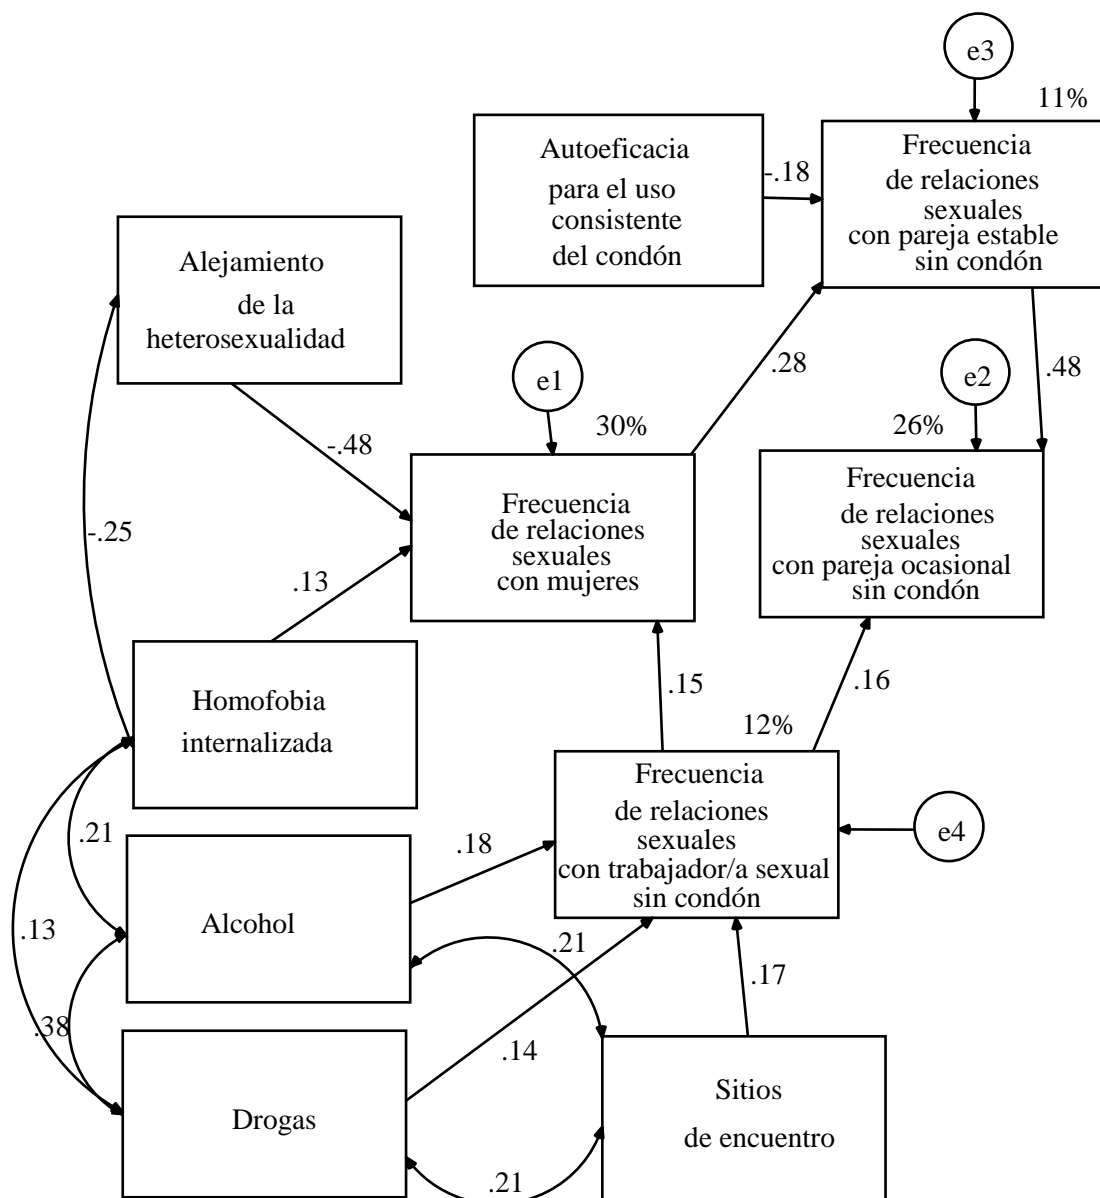 e3
11%
Autoeficacia
para el uso
consistente
del condón
-.18
Frecuencia
de relaciones
sexuales
con pareja estable
sin condón
Alejamiento
de la
heterosexualidad
e1
30%
.28
e2
.48
26%
-.48
Frecuencia
de relaciones
sexuales
con mujeres
Frecuencia
de relaciones
sexuales
con pareja ocasional
sin condón
-.25
.13
.15
.16
Homofobia
internalizada
12%
Frecuencia
de relaciones
sexuales
con trabajador/a sexual
sin condón
e4
.21
.18
Alcohol
.13
.21
.17
.38
.14
Drogas
Sitios
de encuentro
.21